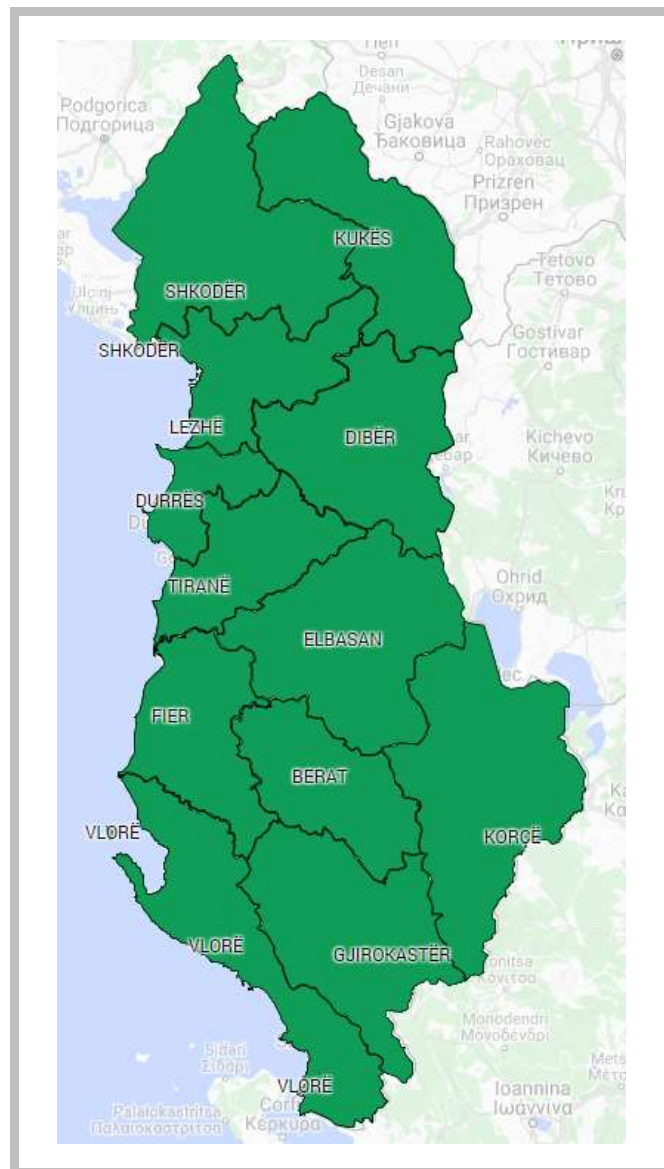 Desan
Дечани
Podgorica
Подгорица
Gjakova
Ђаковица
Rahovec
Ораховац
Prizren
Призрен
KUKËS
Tetovo
Тетово
SHKODËR
Gostivar
Гостивар
SHKODËR
LEZHË
DIBËR
Kichevo
Кичево
DURRËS
TIRANË
Ohrid
Охрид
ELBASAN
FIER
BERAT
VLORË
KORÇË
VLORË
GJIROKASTËR
Monodendri
Μονοδένδρι
Sidari
Σιδάρι
VLORË
Ioannina
Ιωάννινα
Palaiokastritsa
Παλαιοκαστρίτσα
Κέρκυρα